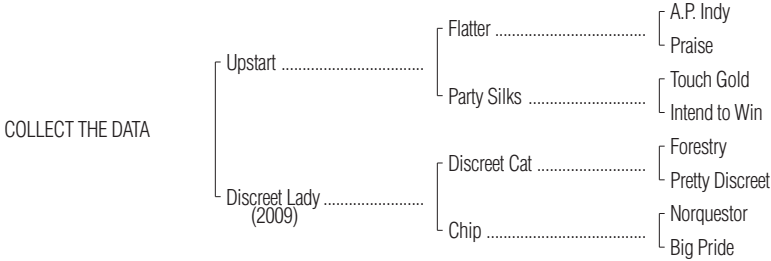 A.P. Indy
Flatter ......................................
Praise
Upstart ...................................
Touch Gold
Party Silks .............................
Intend to Win
COLLECT THE DATA
Forestry
Discreet Cat ...........................
Pretty Discreet
Discreet Lady .........................
(2009)
Norquestor
Chip ........................................
Big Pride